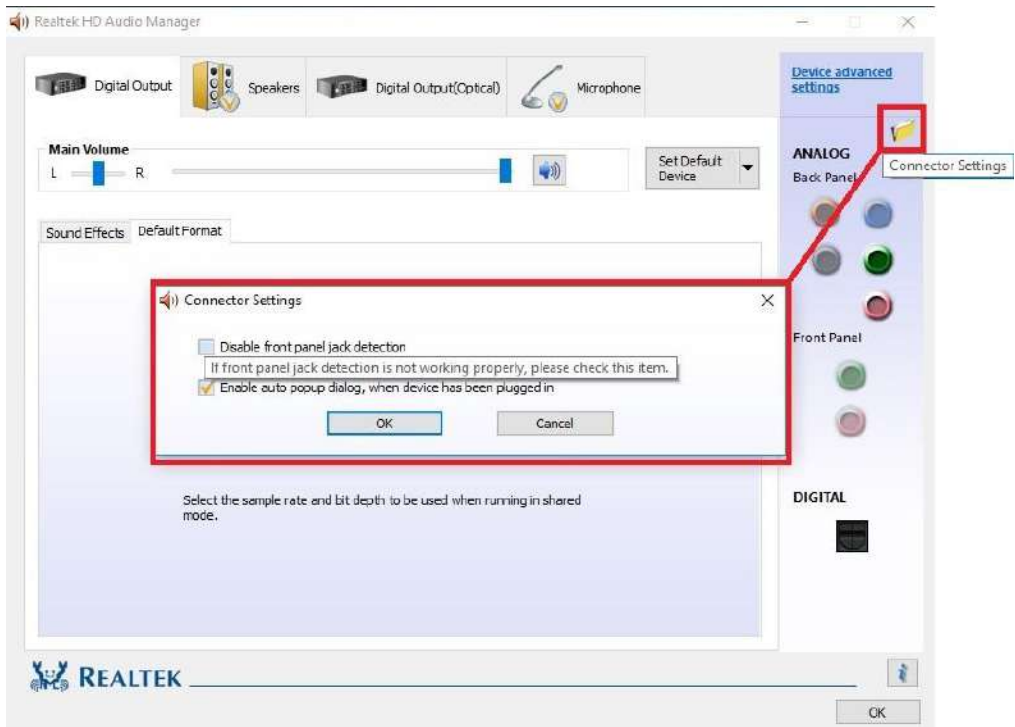 Realtek HD Audio Manager
Digital Output
Speakers
Digital Output(Optical)
Microphone
Device advanced
settings
Main Volume
L
R
Set Default
Device
ANALOG
Connector Settings
Back Panel
Sound Effects
Default Format
Connector Settings
Disable front panel jack detection
If front panel jack detection is not working properly, please check this item.
Enable auto popup dialog, when device has been plugged in
OK
Cancel
Front Panel
Select the sample rate and bit depth to be used when running in shared
mode.
DIGITAL
REALTEK
i
OK